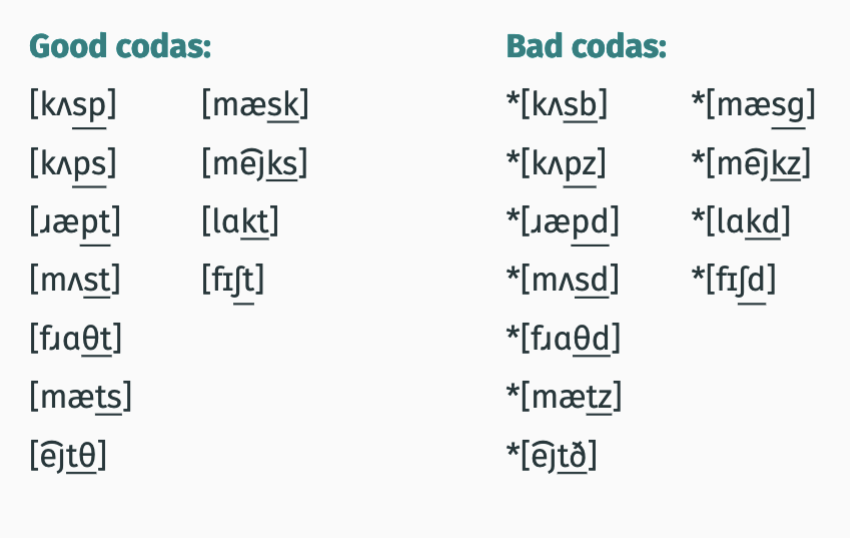 Good codas:
[kʌsp] [mæsk]
[kʌps] [me͡jks]
[ɹæpt] [lɑkt]
[mʌst] [fɪʃt]
[fɹɑθt]
[mæts]
[e͡jtθ]
Bad codas:
*[kʌsb] *[mæsg]
*[kʌpz] *[me͡jkz]
*[ɹæpd] *[lɑkd]
*[mʌsd] *[fɪʃd]
*[fɹɑθd]
*[mætz]
*[e͡jtð]